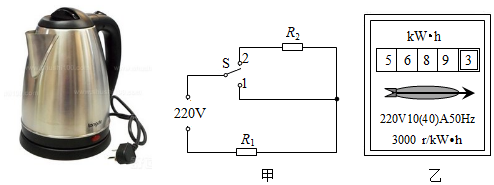 R₂
S
2
1
220V
R₁
甲
kW•h
5 6 8 9 3
220V10(40)A50Hz
3000 r/kW•h
乙